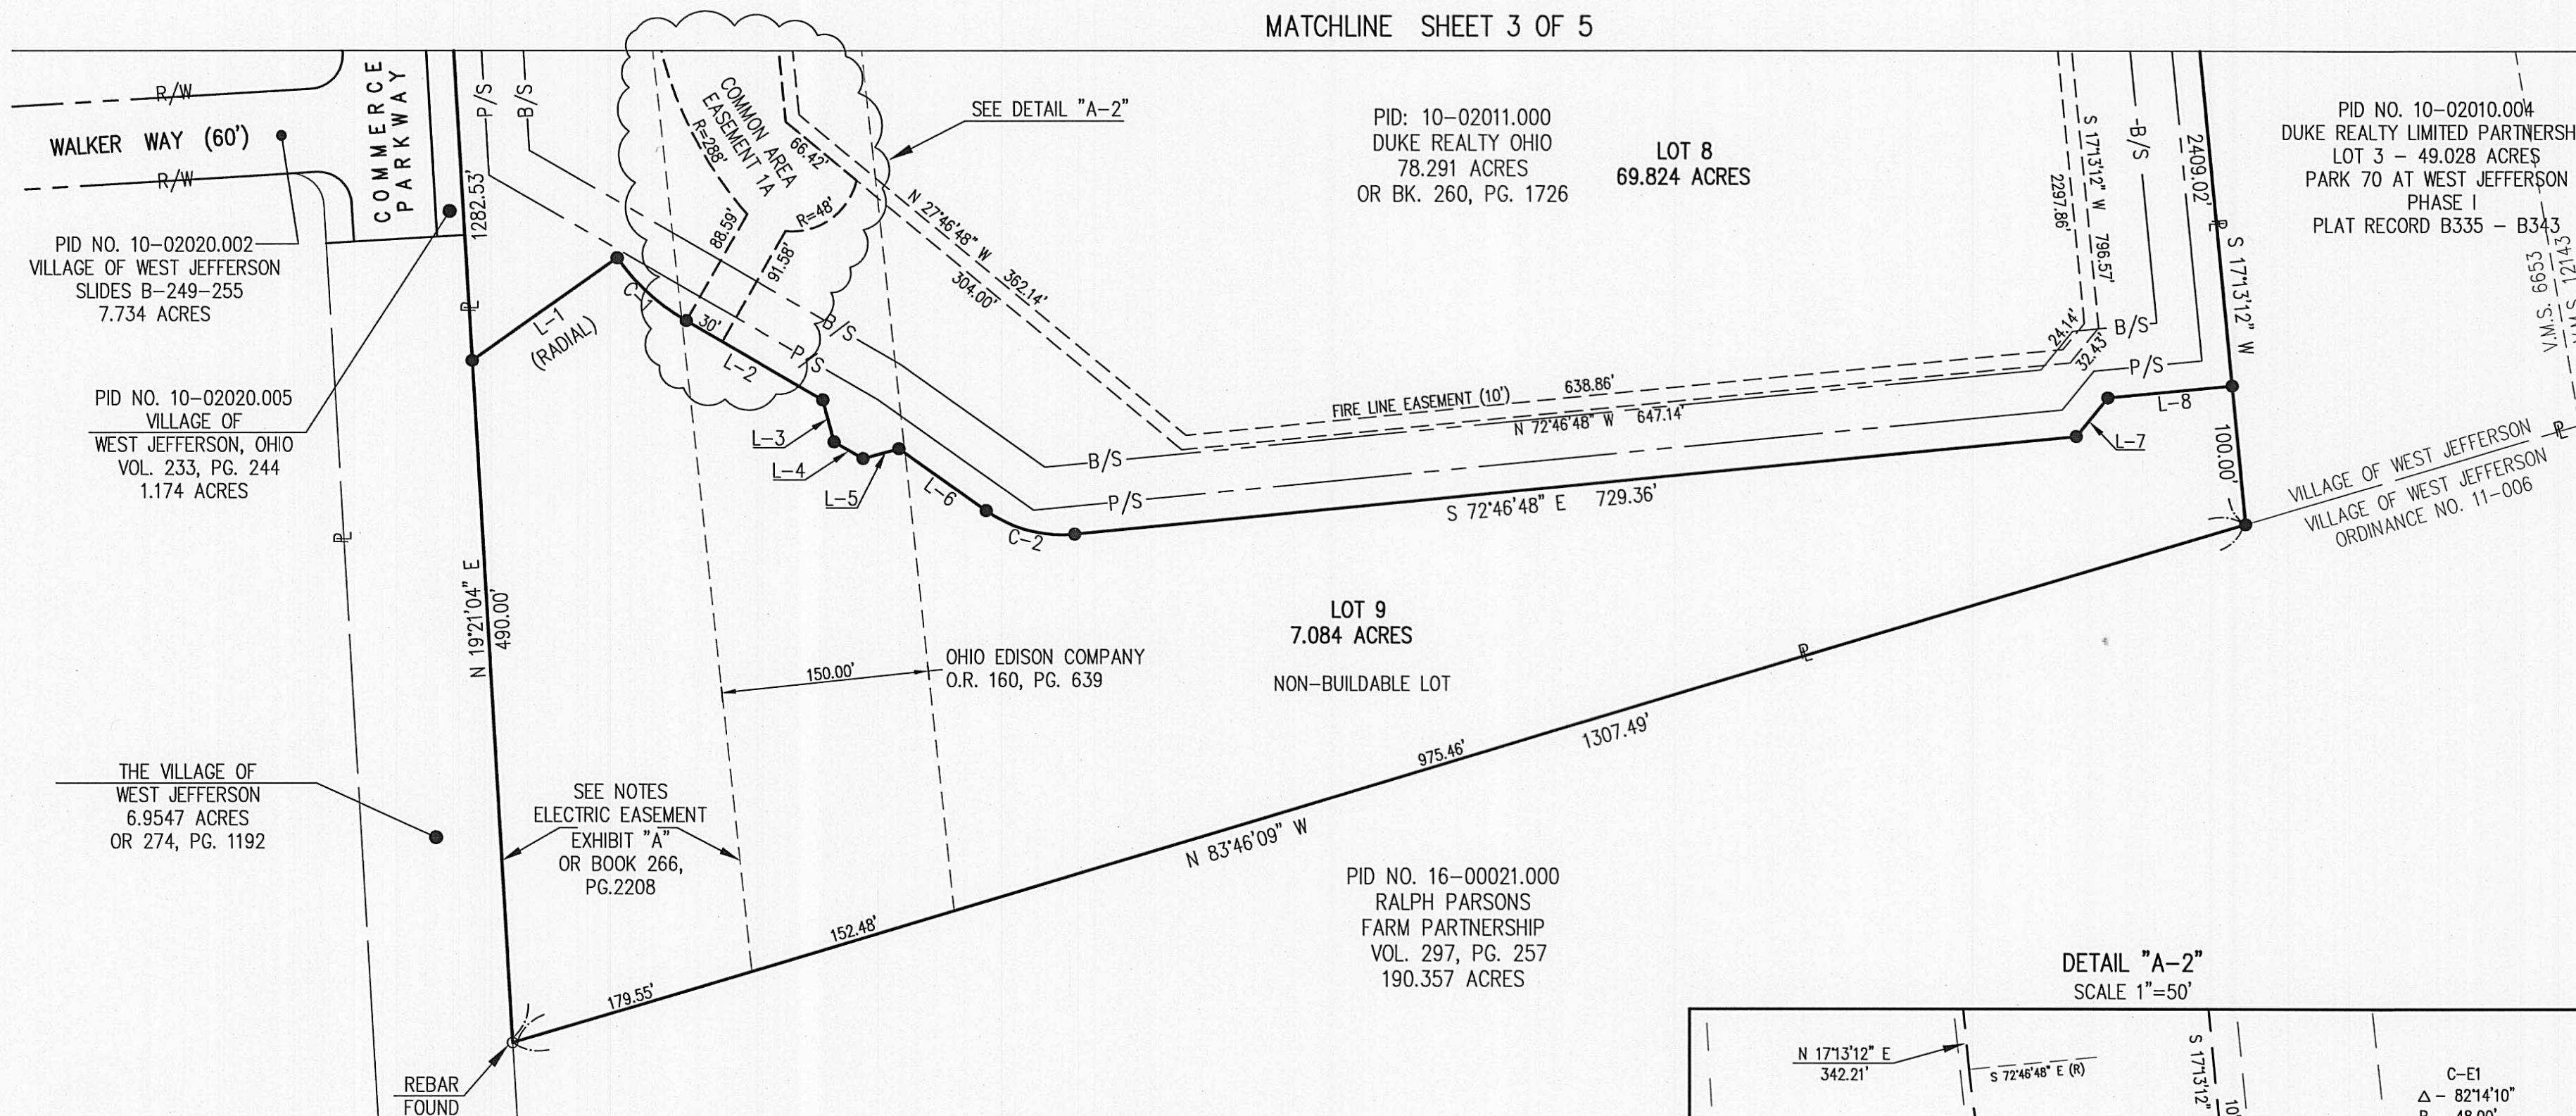 MATCHLINE SHEET 3 OF 5
R/W
WALKER WAY (60')
R/W
COMMERCE
PARKWAY
1282.53'
P/S
B/S
PID NO. 10-02020.002
VILLAGE OF WEST JEFFERSON
SLIDES B-249-255
7.734 ACRES
PID NO. 10-02020.005
VILLAGE OF
WEST JEFFERSON, OHIO
VOL. 233, PG. 244
1.174 ACRES
PL
PL
N 19°21'04" E
490.00'
THE VILLAGE OF
WEST JEFFERSON
6.9547 ACRES
OR 274, PG. 1192
REBAR
FOUND
COMMON AREA
EASEMENT 1A
R=288'
66.42'
R=48'
88.59'
91.58'
30'
SEE DETAIL "A-2"
L-1
(RADIAL)
C-1
L-2
L-3
L-4
L-5
L-6
C-2
P/S
B/S
N 27°46'48" W 362.14'
304.00'
B/S
P/S
PID: 10-02011.000
DUKE REALTY OHIO
78.291 ACRES
OR BK. 260, PG. 1726
LOT 8
69.824 ACRES
FIRE LINE EASEMENT (10')
638.86'
N 72°46'48" W 647.14'
S 72°46'48" E 729.36'
2297.86'
S 17°13'12" W 796.57'
B/S
2409.02'
PL
S 17°13'12" W
24.14'
32.43'
B/S
P/S
L-8
L-7
100.00'
PID NO. 10-02010.004
DUKE REALTY LIMITED PARTNERSH
LOT 3 - 49.028 ACRES
PARK 70 AT WEST JEFFERSON
PHASE I
PLAT RECORD B335 - B343
V.M.S. 6653
V.M.S. 12143
PL
VILLAGE OF WEST JEFFERSON
VILLAGE OF WEST JEFFERSON
ORDINANCE NO. 11-006
LOT 9
7.084 ACRES
NON-BUILDABLE LOT
150.00'
OHIO EDISON COMPANY
O.R. 160, PG. 639
SEE NOTES
ELECTRIC EASEMENT
EXHIBIT "A"
OR BOOK 266,
PG.2208
PL
975.46'
1307.49'
N 83°46'09" W
152.48'
179.55'
PID NO. 16-00021.000
RALPH PARSONS
FARM PARTNERSHIP
VOL. 297, PG. 257
190.357 ACRES
DETAIL "A-2"
SCALE 1"=50'
N 17°13'12" E
342.21'
S 72°46'48" E (R)
S 17°13'12"
10'
C-E1
Δ - 82°14'10"
R - 48.00'